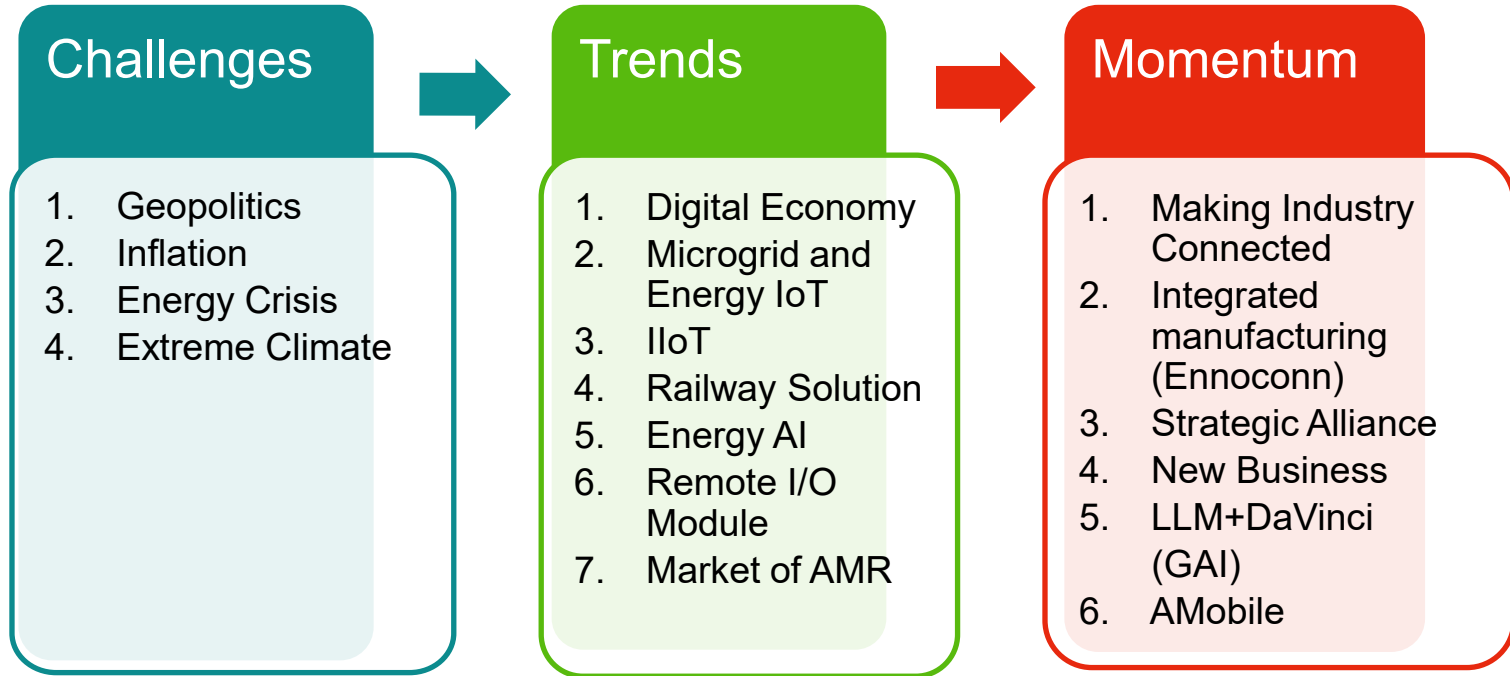 Challenges
1. Geopolitics
2. Inflation
3. Energy Crisis
4. Extreme Climate
Trends
1. Digital Economy
2. Microgrid and
Energy IoT
3. IIoT
4. Railway Solution
5. Energy AI
6. Remote I/O
Module
7. Market of AMR
Momentum
1. Making Industry
Connected
2. Integrated
manufacturing
(Ennoconn)
3. Strategic Alliance
4. New Business
5. LLM+DaVinci
(GAI)
6. AMobile